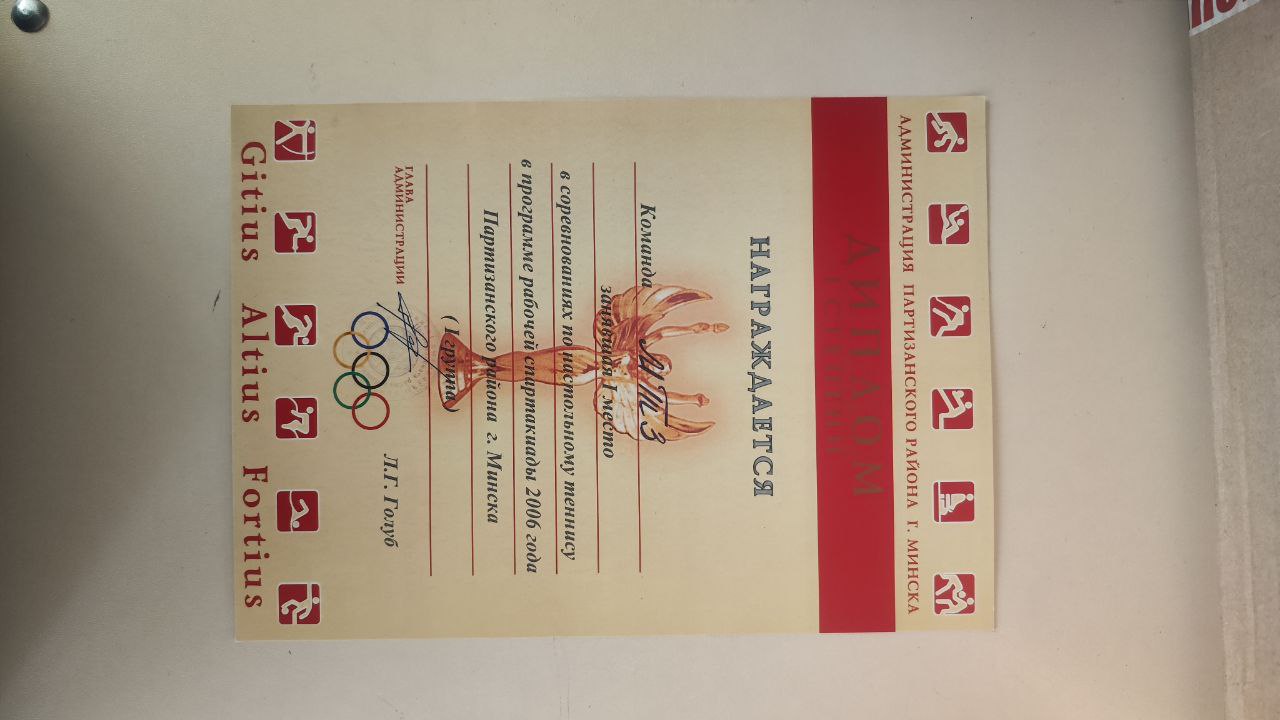 АДМИНИСТРАЦИЯ ПАРТИЗАНСКОГО РАЙОНА Г. МИНСКА
ДИПЛОМ
I СТЕПЕНИ
НАГРАЖДАЕТСЯ
Команда МТЗ
занявшая I место
в соревнованиях по настольному теннису
в программе рабочей спартакиады 2006 года
Партизанского района г. Минска
( I группа )
ГЛАВА
АДМИНИСТРАЦИИ
Л.Г. Голуб
Gitius Altius Fortius